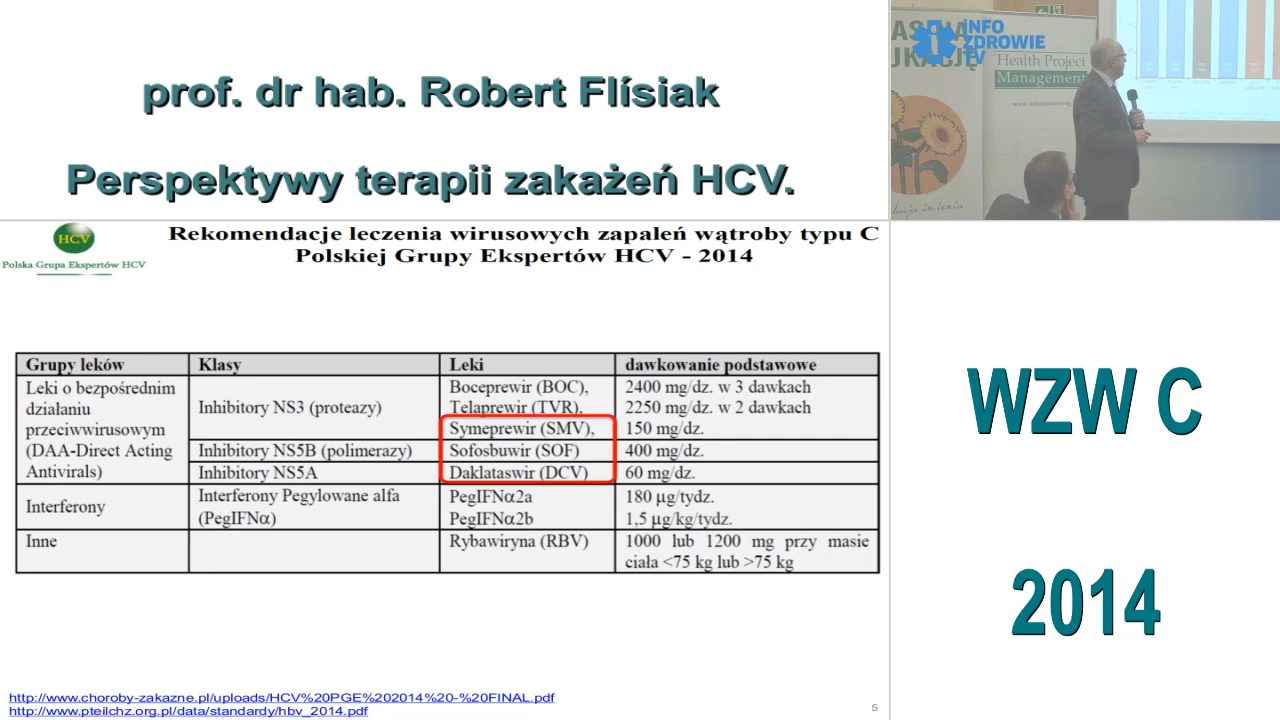 prof. dr hab. Robert Flísiak
Perspektywy terapii zakażeń HCV.
iNFO
ZDROWIE
TV
Health Project
Management
HCV
Polska Grupa Ekspertów HCV
Rekomendacje leczenia wirusowych zapaleń wątroby typu C
Polskiej Grupy Ekspertów HCV - 2014
Grupy leków Klasy Leki dawkowanie podstawowe
Leki o bezpośrednim działaniu przeciwwirusowym (DAA-Direct Acting Antivirals)
Inhibitory NS3 (proteazy)
Boceprewir (BOC), 2400 mg/dz. w 3 dawkach
Telaprewir (TVR), 2250 mg/dz. w 2 dawkach
Symeprewir (SMV), 150 mg/dz.
Inhibitory NS5B (polimerazy) Sofosbuwir (SOF) 400 mg/dz.
Inhibitory NS5A Daklataswir (DCV) 60 mg/dz.
Interferony
Interferony Pegylowane alfa (PegIFNα)
PegIFNα2a 180 µg/tydz.
PegIFNα2b 1,5 µg/kg/tydz.
Inne Rybawiryna (RBV) 1000 lub 1200 mg przy masie
ciała <75 kg lub >75 kg
http://www.choroby-zakazne.pl/uploads/HCV%20PGE%202014%20-%20FINAL.pdf
http://www.pteilchz.org.pl/data/standardy/hbv_2014.pdf
5
WZW C
2014